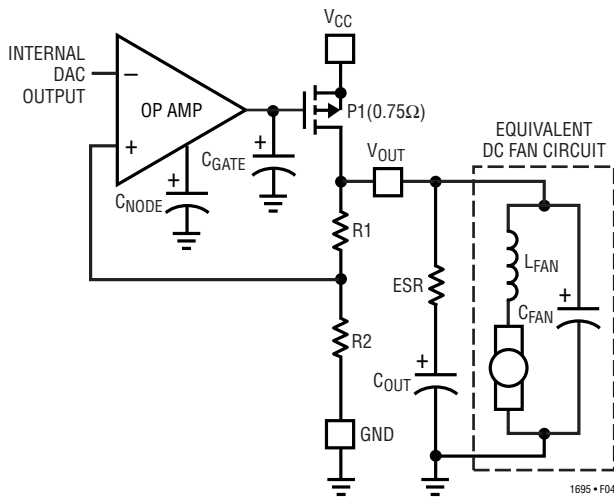 V_CC
INTERNAL
DAC
OUTPUT
−
+
OP AMP
P1(0.75Ω)
+
C_GATE
+
C_NODE
V_OUT
EQUIVALENT
DC FAN CIRCUIT
R1
R2
GND
ESR
+
C_OUT
L_FAN
+
C_FAN
1695 • F04